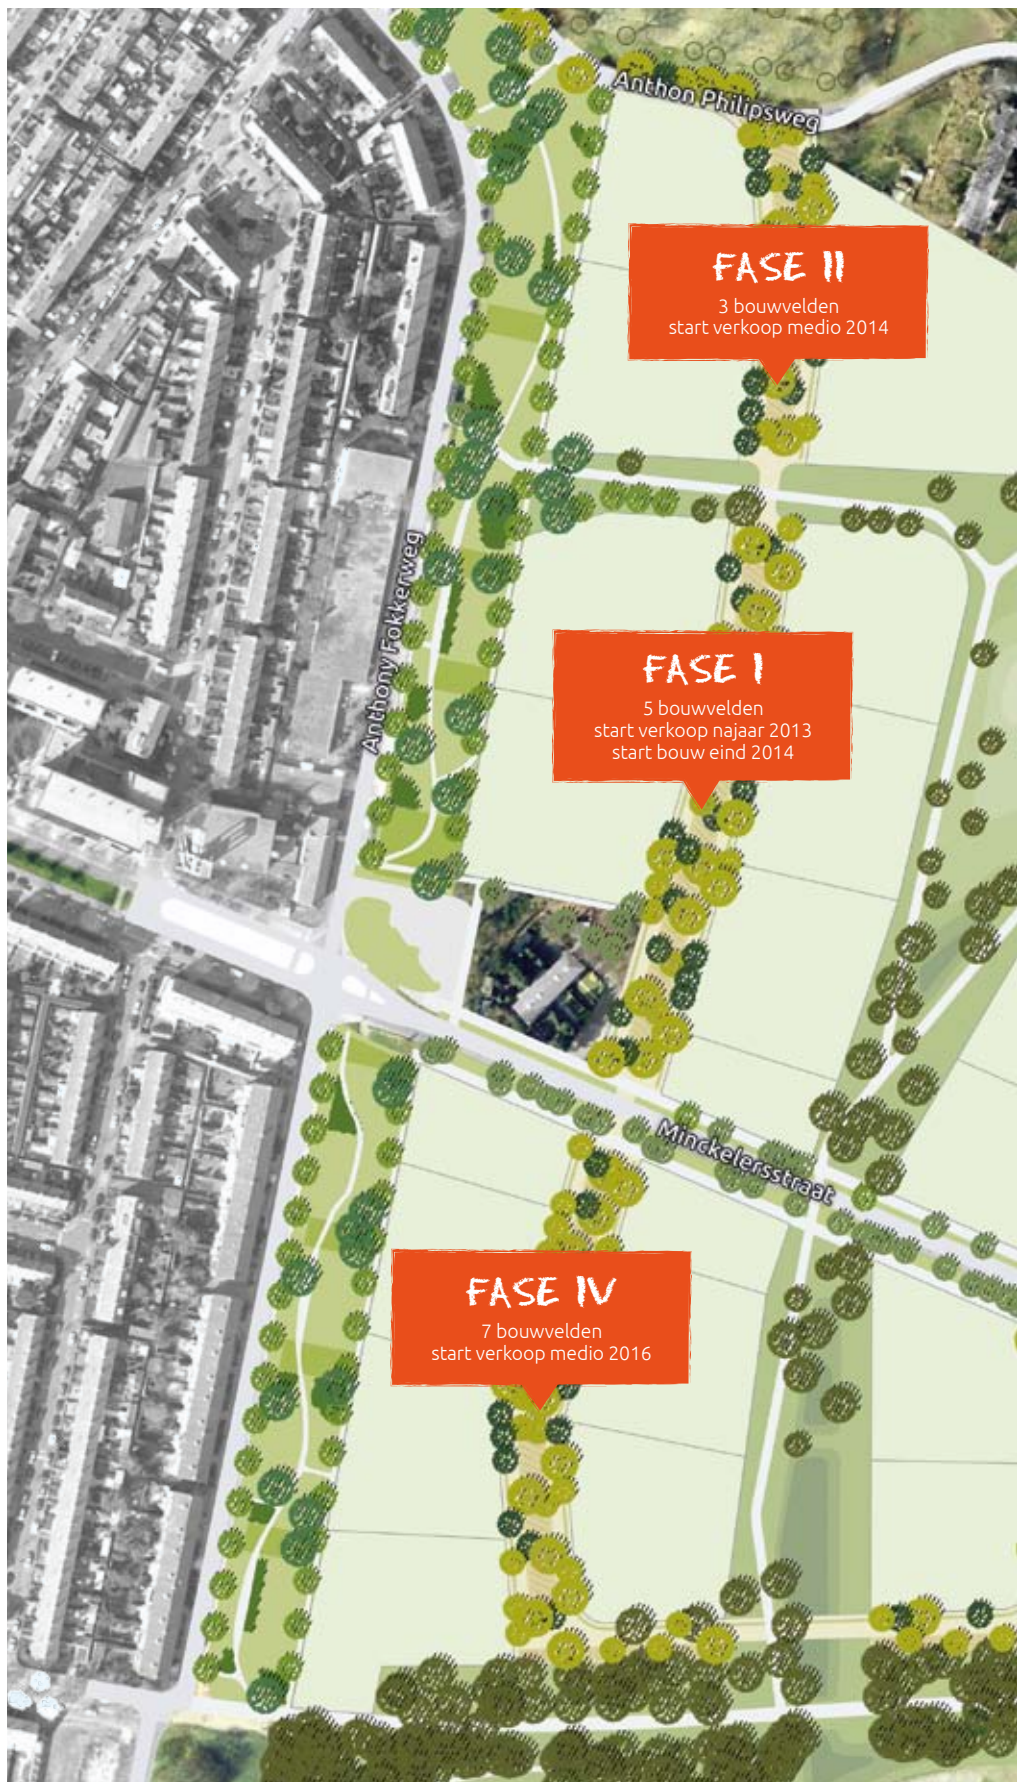 Anthon Philipsweg
FASE II
3 bouwvelden
start verkoop medio 2014
Anthony Fokkerweg
FASE I
5 bouwvelden
start verkoop najaar 2013
start bouw eind 2014
Minckelersstraat
FASE IV
7 bouwvelden
start verkoop medio 2016